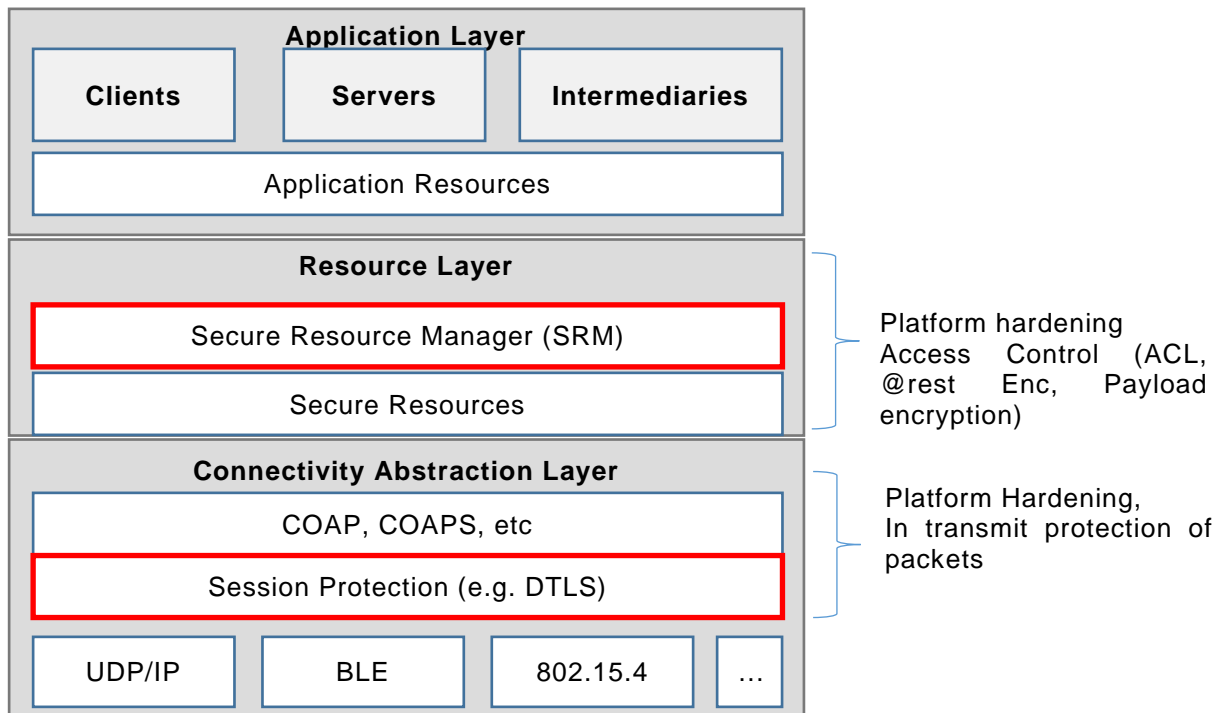 Application Layer
Clients
Servers
Intermediaries
Application Resources
Resource Layer
Secure Resource Manager (SRM)
Secure Resources
Platform hardening
Access Control (ACL,
@rest Enc, Payload
encryption)
Connectivity Abstraction Layer
COAP, COAPS, etc
Session Protection (e.g. DTLS)
Platform Hardening,
In transmit protection of
packets
UDP/IP
BLE
802.15.4
…